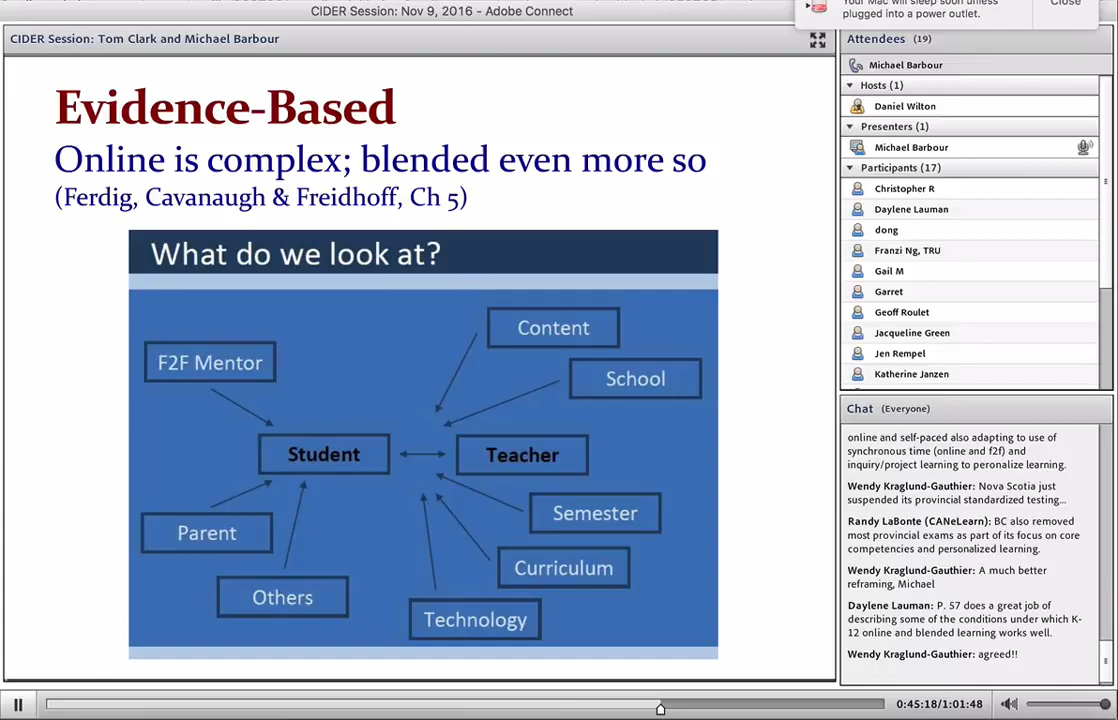 Your Mac will sleep soon unless
plugged into a power outlet.
Close
CIDER Session: Nov 9, 2016 - Adobe Connect
CIDER Session: Tom Clark and Michael Barbour
Evidence-Based
Online is complex; blended even more so
(Ferdig, Cavanaugh & Freidhoff, Ch 5)
What do we look at?
Content
F2F Mentor
School
Student
Teacher
Semester
Parent
Curriculum
Others
Technology
Attendees (19)
Michael Barbour
Hosts (1)
Daniel Wilton
Presenters (1)
Michael Barbour
Participants (17)
Christopher R
Daylene Lauman
dong
Franzi Ng, TRU
Gail M
Garret
Geoff Roulet
Jacqueline Green
Jen Rempel
Katherine Janzen
Chat (Everyone)
online and self-paced also adapting to use of
synchronous time (online and f2f) and
inquiry/project learning to peronalize learning.
Wendy Kraglund-Gauthier: Nova Scotia just
suspended its provincial standardized testing...
Randy LaBonte (CANeLearn): BC also removed
most provincial exams as part of its focus on core
competencies and personalized learning.
Wendy Kraglund-Gauthier: A much better
reframing, Michael
Daylene Lauman: P. 57 does a great job of
describing some of the conditions under which K-
12 online and blended learning works well.
Wendy Kraglund-Gauthier: agreed!!
0:45:18/1:01:48